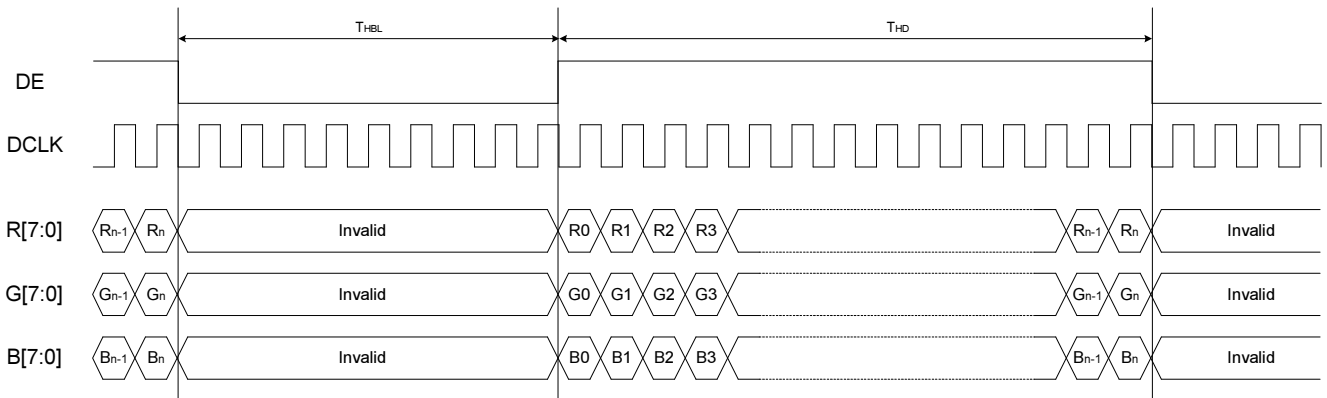 THBL THD
DE
DCLK
R[7:0] Rn-1 Rn Invalid R0 R1 R2 R3 Rn-1 Rn Invalid
G[7:0] Gn-1 Gn Invalid G0 G1 G2 G3 Gn-1 Gn Invalid
B[7:0] Bn-1 Bn Invalid B0 B1 B2 B3 Bn-1 Bn Invalid